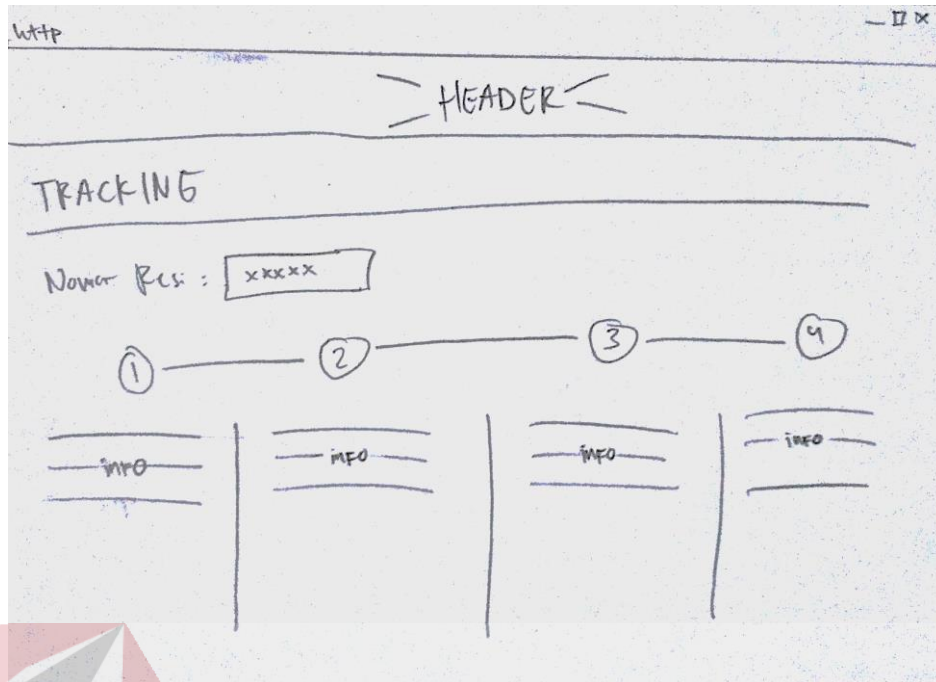 http
HEADER
TRACKING
Nomor Resi : xxxxx
1 2 3 4
info info info info